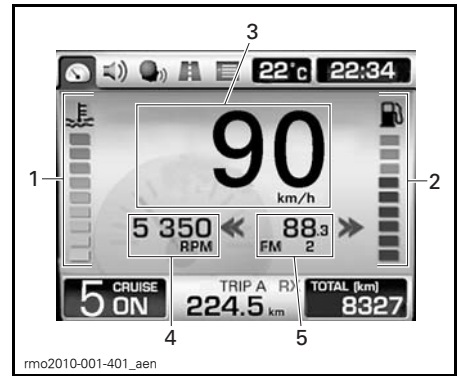 3
22°C 22:34
1
2
90
km/h
5 350
RPM
88.3
FM 2
5 CRUISE
ON
TRIP A RX
224.5 km
TOTAL (km)
8327
4
5
rmo2010-001-401_aen